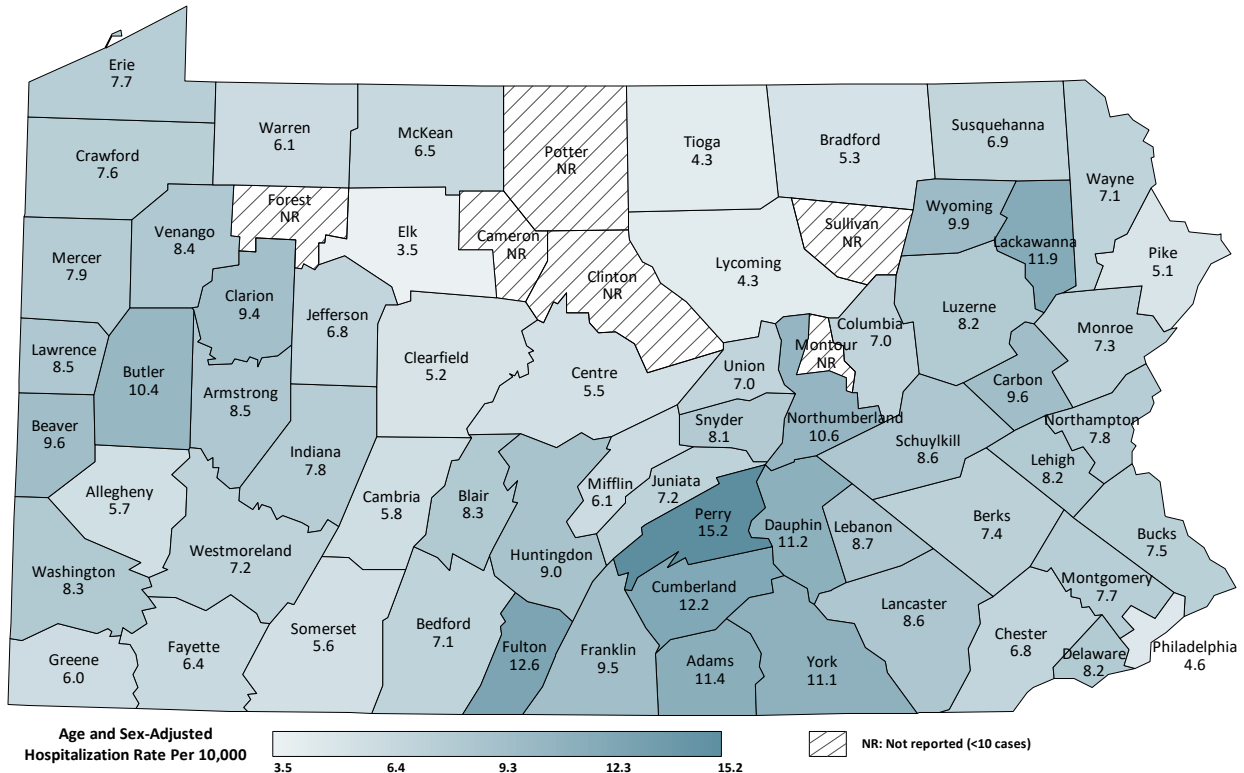 Erie
7.7
Warren
6.1
McKean
6.5
Potter
NR
Tioga
4.3
Bradford
5.3
Susquehanna
6.9
Wayne
7.1
Crawford
7.6
Forest
NR
Venango
8.4
Elk
3.5
Cameron
NR
Clinton
NR
Lycoming
4.3
Sullivan
NR
Wyoming
9.9
Lackawanna
11.9
Pike
5.1
Mercer
7.9
Clarion
9.4
Jefferson
6.8
Clearfield
5.2
Centre
5.5
Union
7.0
Montour
NR
Columbia
7.0
Luzerne
8.2
Monroe
7.3
Lawrence
8.5
Butler
10.4
Armstrong
8.5
Carbon
9.6
Snyder
8.1
Northumberland
10.6
Schuylkill
8.6
Northampton
7.8
Beaver
9.6
Indiana
7.8
Lehigh
8.2
Allegheny
5.7
Cambria
5.8
Blair
8.3
Mifflin
6.1
Juniata
7.2
Perry
15.2
Dauphin
11.2
Lebanon
8.7
Berks
7.4
Bucks
7.5
Washington
8.3
Westmoreland
7.2
Huntingdon
9.0
Cumberland
12.2
Lancaster
8.6
Montgomery
7.7
Greene
6.0
Fayette
6.4
Somerset
5.6
Bedford
7.1
Fulton
12.6
Franklin
9.5
Adams
11.4
York
11.1
Chester
6.8
Delaware
8.2
Philadelphia
4.6
Age and Sex-Adjusted
Hospitalization Rate Per 10,000
3.5 6.4 9.3 12.3 15.2
NR: Not reported (<10 cases)